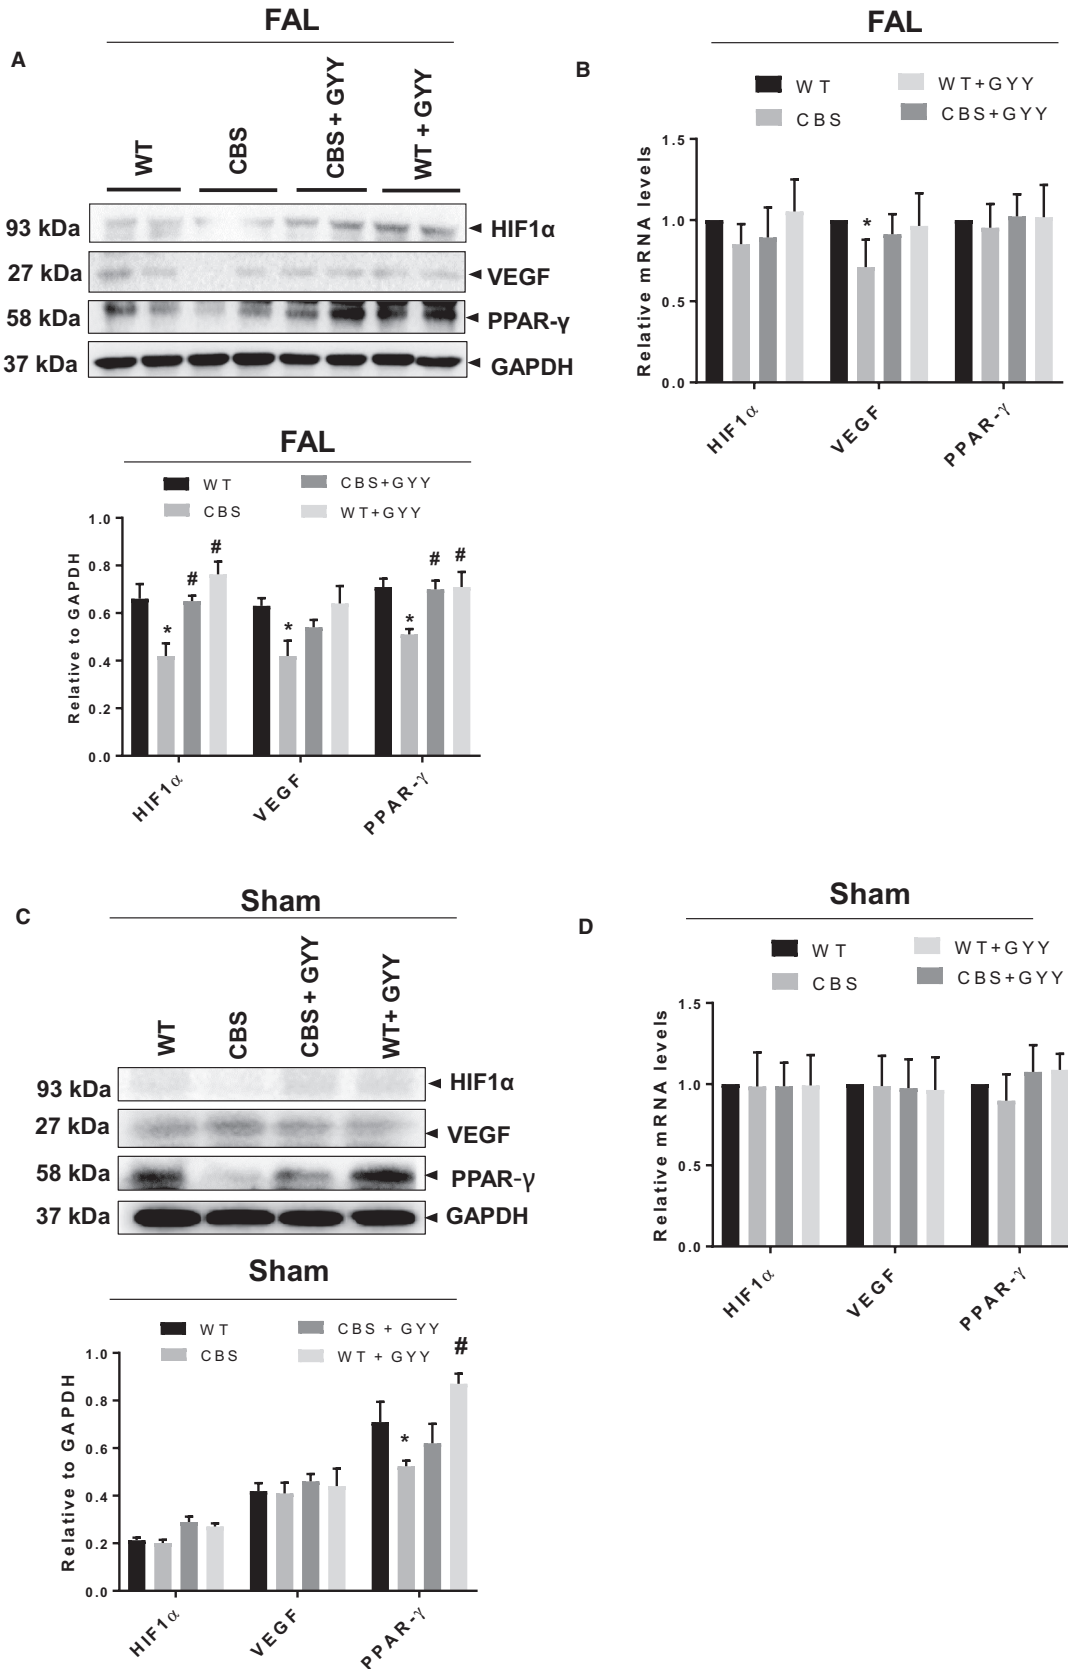 FAL
A
WT
CBS
CBS + GYY
WT + GYY
93 kDa
HIF1α
27 kDa
VEGF
58 kDa
PPAR-γ
37 kDa
GAPDH
FAL
WT
CBS+GYY
CBS
WT+GYY
Relative to GAPDH
1.0
0.8
0.6
0.4
0.2
0.0
*
#
#
*
*
#
#
HIF1α
VEGF
PPAR-γ
FAL
B
WT
WT+GYY
CBS
CBS+GYY
Relative mRNA levels
1.5
1.0
0.5
0.0
*
HIF1α
VEGF
PPAR-γ
Sham
C
WT
CBS
CBS + GYY
WT+ GYY
93 kDa
HIF1α
27 kDa
VEGF
58 kDa
PPAR-γ
37 kDa
GAPDH
Sham
WT
CBS + GYY
CBS
WT + GYY
Relative to GAPDH
1.0
0.8
0.6
0.4
0.2
0.0
*
#
HIF1α
VEGF
PPAR-γ
Sham
D
WT
WT+GYY
CBS
CBS+GYY
Relative mRNA levels
1.5
1.0
0.5
0.0
HIF1α
VEGF
PPAR-γ